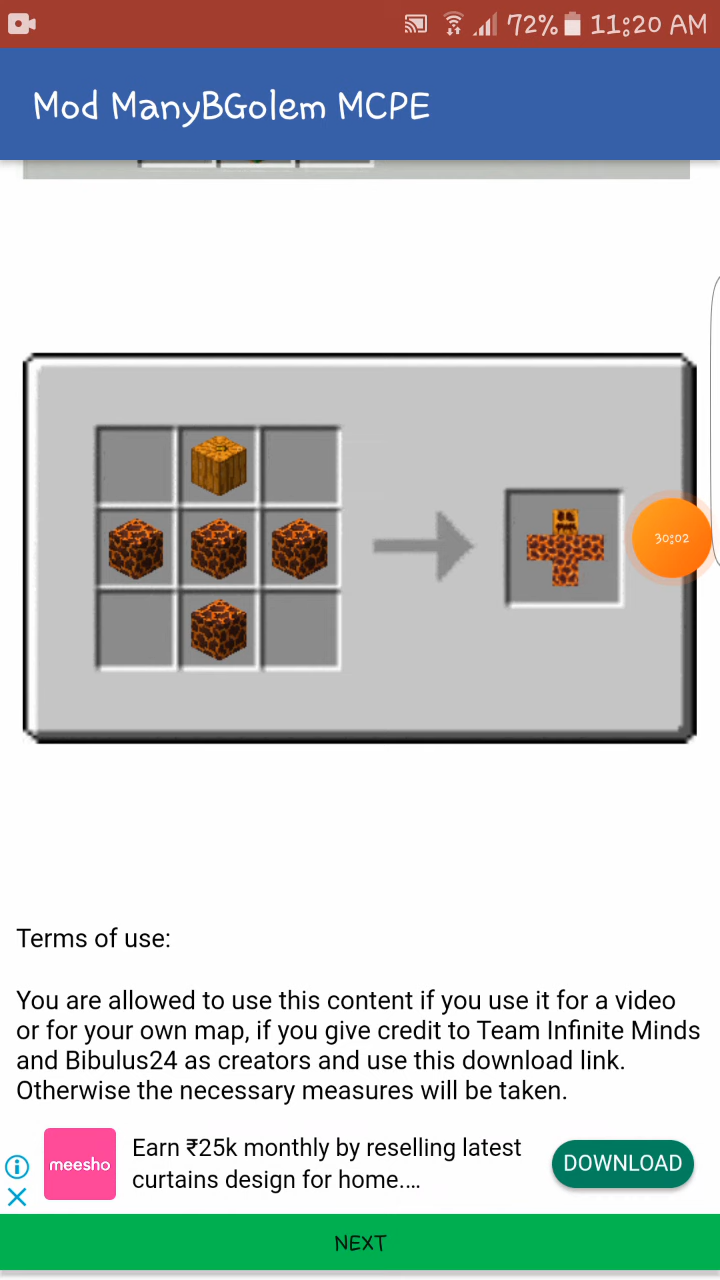 72% 11:20 AM
Mod ManyBGolem MCPE
30:02
Terms of use:
You are allowed to use this content if you use it for a video
or for your own map, if you give credit to Team Infinite Minds
and Bibulus24 as creators and use this download link.
Otherwise the necessary measures will be taken.
meesho
Earn ₹25k monthly by reselling latest
curtains design for home....
DOWNLOAD
NEXT